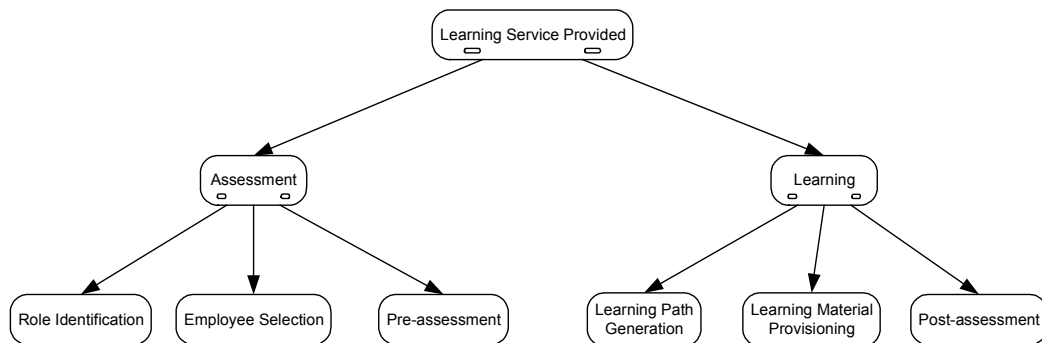 Learning Service Provided
Assessment
Learning
Role Identification
Employee Selection
Pre-assessment
Learning Path
Generation
Learning Material
Provisioning
Post-assessment